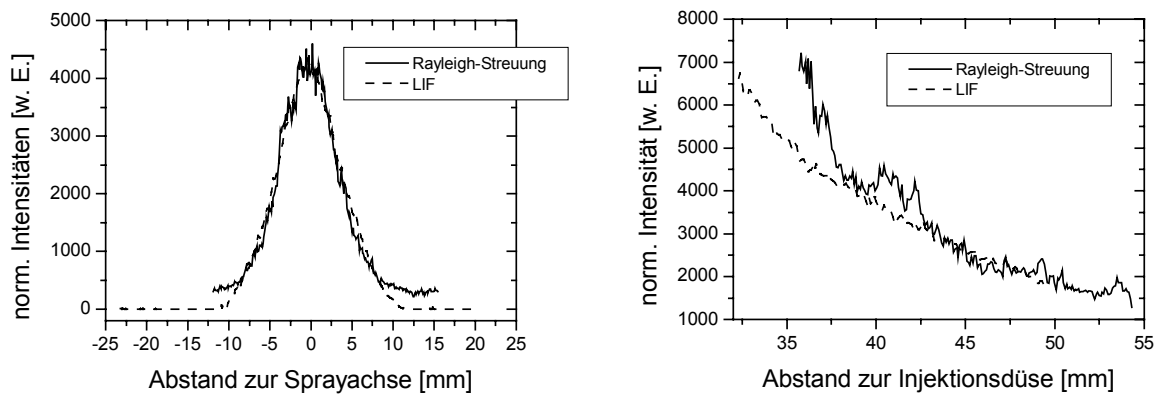 norm. Intensitäten [w. E.]
5000
4000
3000
2000
1000
0
-25 -20 -15 -10 -5 0 5 10 15 20 25
Abstand zur Sprayachse [mm]
Rayleigh-Streuung
LIF
norm. Intensität [w. E.]
8000
7000
6000
5000
4000
3000
2000
1000
35 40 45 50 55
Abstand zur Injektionsdüse [mm]
Rayleigh-Streuung
LIF